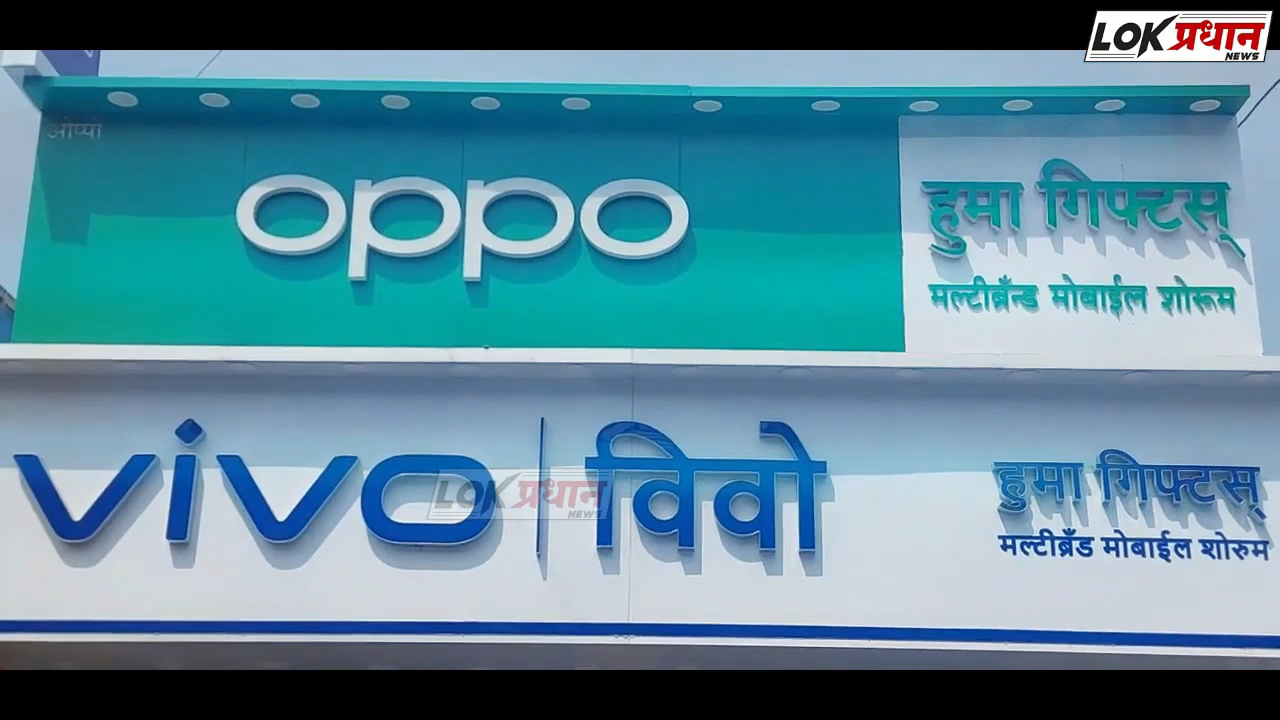 LOK प्रधान
NEWS
ओप्पो
oppo
हुमा गिफ्टस्
मल्टीब्रँन्ड मोबाईल शोरूम
vivo | विवो
LOK प्रधान
NEWS
हुमा गिफ्टस्
मल्टीब्रँड मोबाईल शोरुम